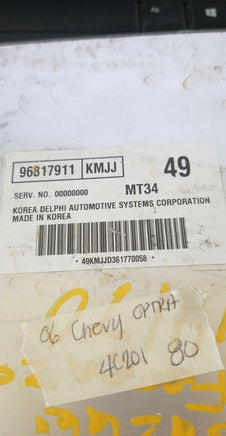 96817911 KMJJ 49
SERV. NO. 00000000 MT34
KOREA DELPHI AUTOMOTIVE SYSTEMS CORPORATION
MADE IN KOREA
*49KMJJD361770058*
06 Chevy OPTRA
4C201 80